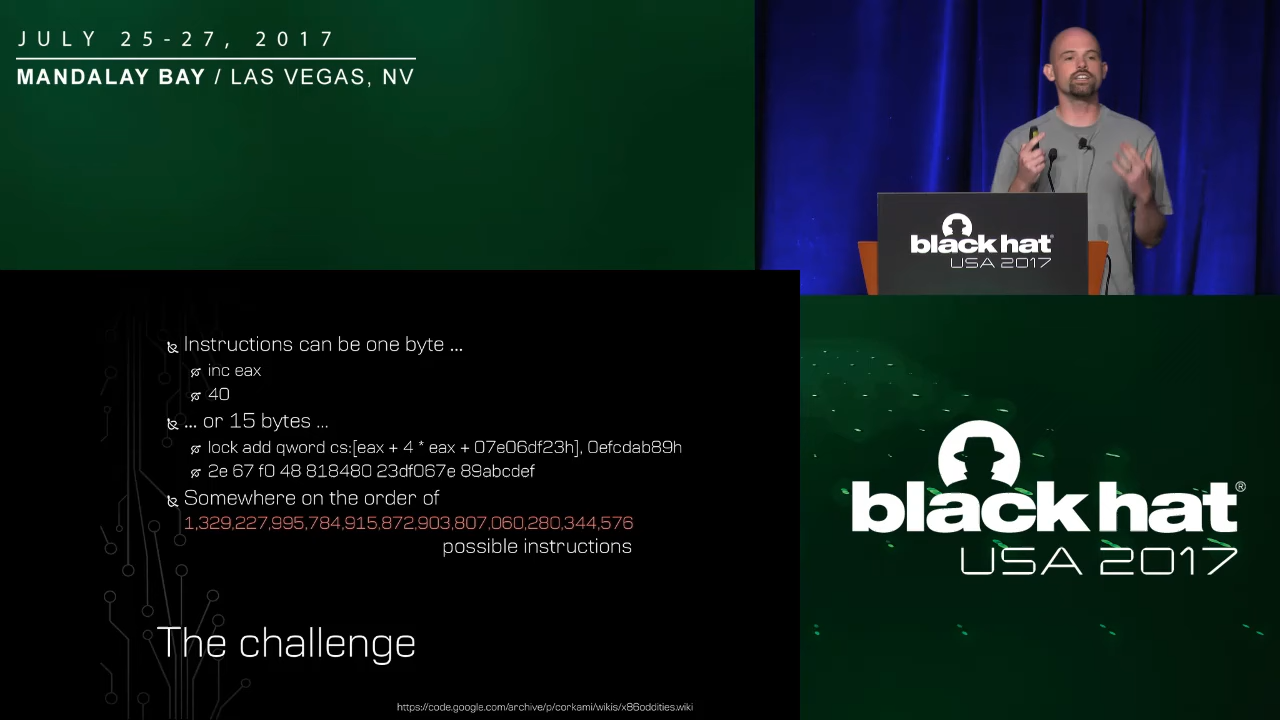 JULY 25-27, 2017
MANDALAY BAY / LAS VEGAS, NV
black hat
USA 2017
Instructions can be one byte ...
inc eax
40
... or 15 bytes ...
lock add qword cs:[eax + 4 * eax + 07e06df23h], 0efcdab89h
2e 67 f0 48 818480 23df067e 89abcdef
Somewhere on the order of
1,329,227,995,784,915,872,903,807,060,280,344,576
possible instructions
The challenge
https://code.google.com/archive/p/corkami/wikis/x86oddities.wiki
black hat®
USA 2017